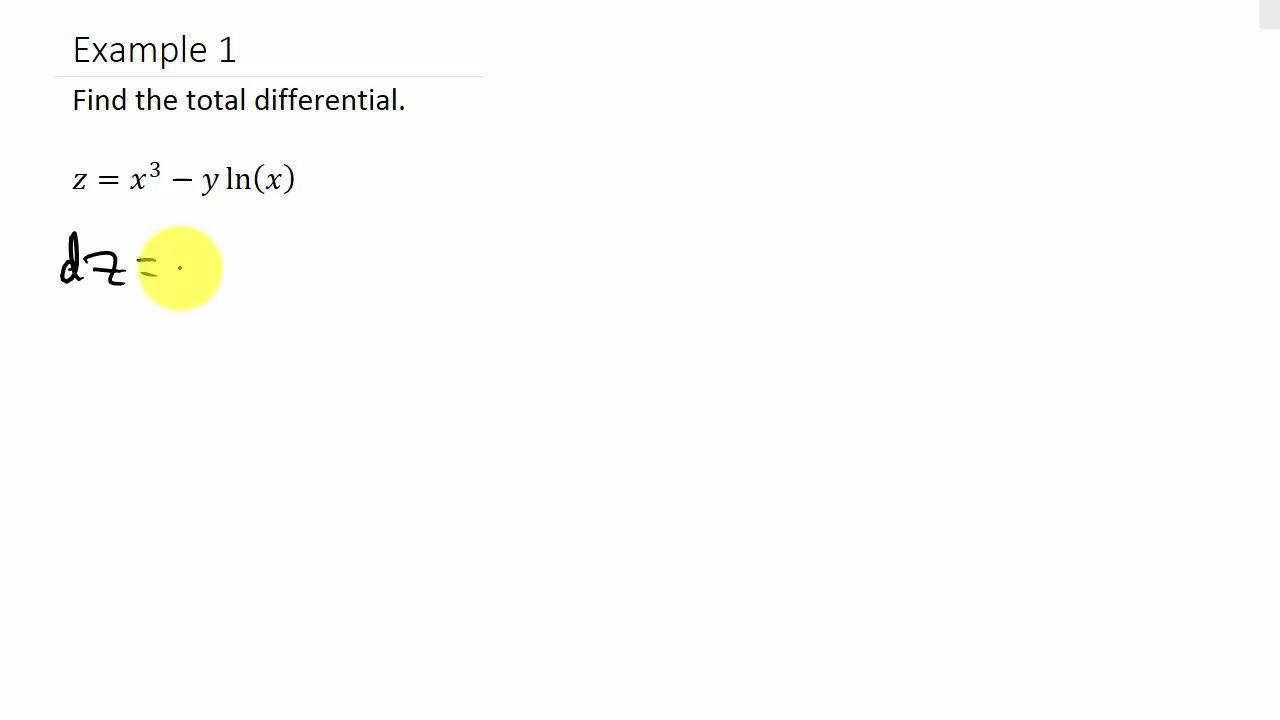 Example 1
Find the total differential.
z = x³ − y ln(x)
dz =